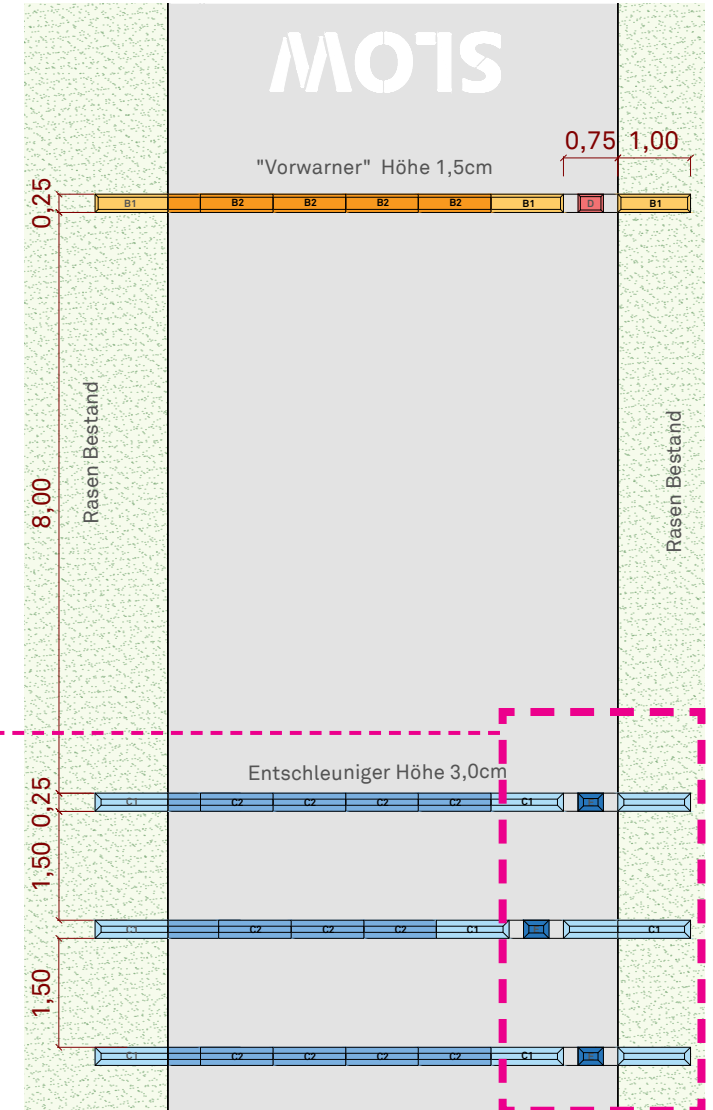 SLOW
0,75 1,00
"Vorwarner" Höhe 1,5cm
0,25
B1 B2 B2 B2 B2 B1 D B1
Rasen Bestand
Rasen Bestand
8,00
Entschleuniger Höhe 3,0cm
0,25
C1 C2 C2 C2 C2 C1
1,50
C1 C2 C2 C2 C1 C1
1,50
C1 C2 C2 C2 C2 C1